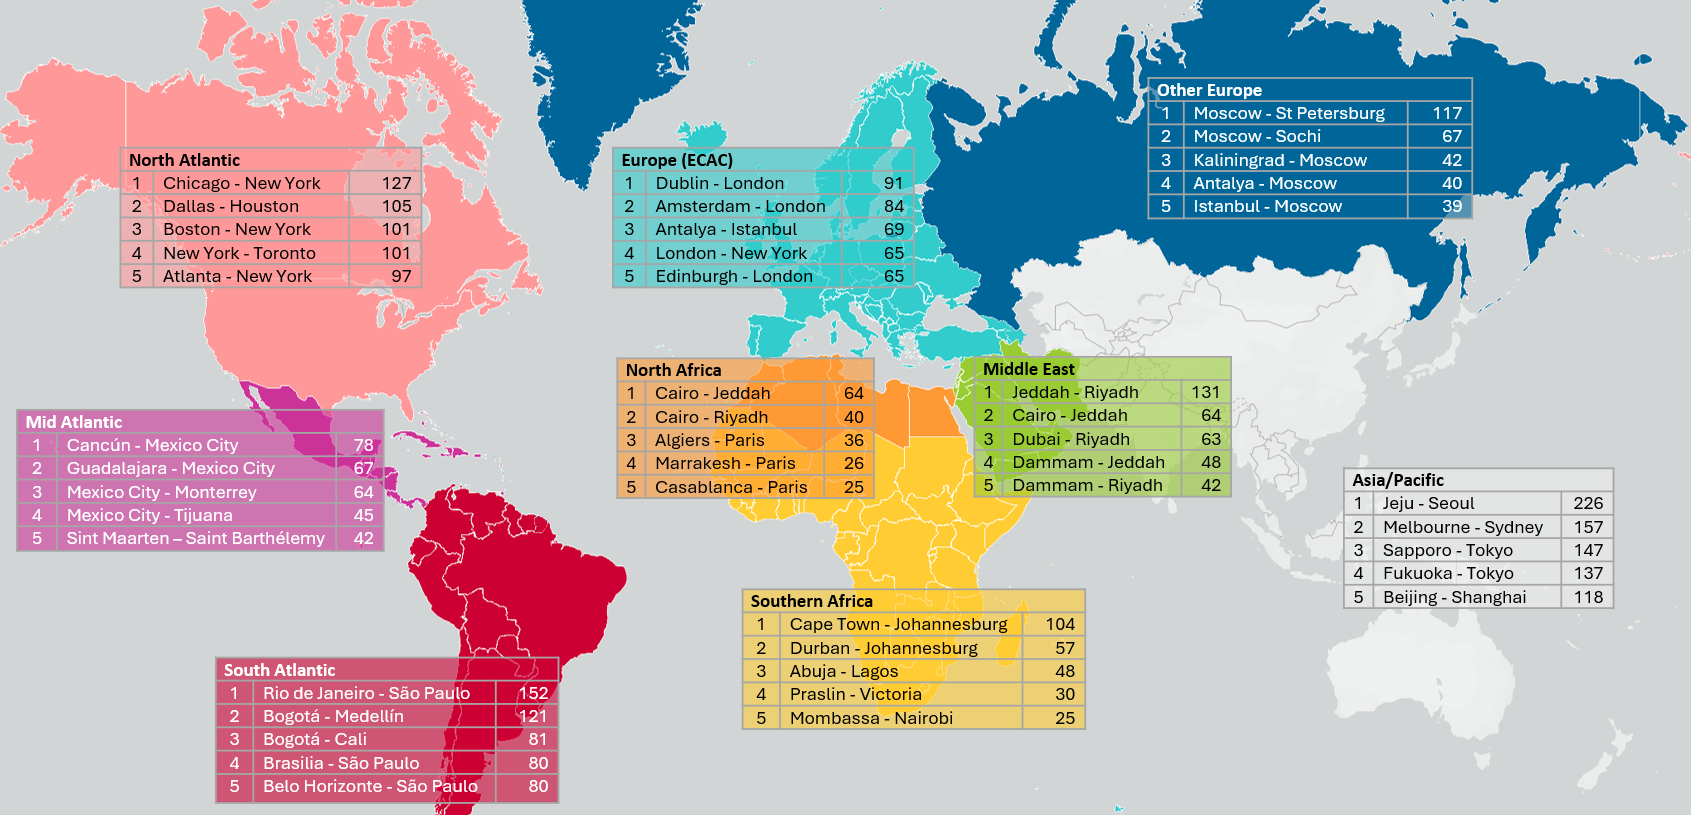 North Atlantic
1 Chicago - New York 127
2 Dallas - Houston 105
3 Boston - New York 101
4 New York - Toronto 101
5 Atlanta - New York 97
Europe (ECAC)
1 Dublin - London 91
2 Amsterdam - London 84
3 Antalya - Istanbul 69
4 London - New York 65
5 Edinburgh - London 65
Other Europe
1 Moscow - St Petersburg 117
2 Moscow - Sochi 67
3 Kaliningrad - Moscow 42
4 Antalya - Moscow 40
5 Istanbul - Moscow 39
Mid Atlantic
1 Cancún - Mexico City 78
2 Guadalajara - Mexico City 67
3 Mexico City - Monterrey 64
4 Mexico City - Tijuana 45
5 Sint Maarten – Saint Barthélemy 42
North Africa
1 Cairo - Jeddah 64
2 Cairo - Riyadh 40
3 Algiers - Paris 36
4 Marrakesh - Paris 26
5 Casablanca - Paris 25
Middle East
1 Jeddah - Riyadh 131
2 Cairo - Jeddah 64
3 Dubai - Riyadh 63
4 Dammam - Jeddah 48
5 Dammam - Riyadh 42
Asia/Pacific
1 Jeju - Seoul 226
2 Melbourne - Sydney 157
3 Sapporo - Tokyo 147
4 Fukuoka - Tokyo 137
5 Beijing - Shanghai 118
South Atlantic
1 Rio de Janeiro - São Paulo 152
2 Bogotá - Medellín 121
3 Bogotá - Cali 81
4 Brasilia - São Paulo 80
5 Belo Horizonte - São Paulo 80
Southern Africa
1 Cape Town - Johannesburg 104
2 Durban - Johannesburg 57
3 Abuja - Lagos 48
4 Praslin - Victoria 30
5 Mombassa - Nairobi 25